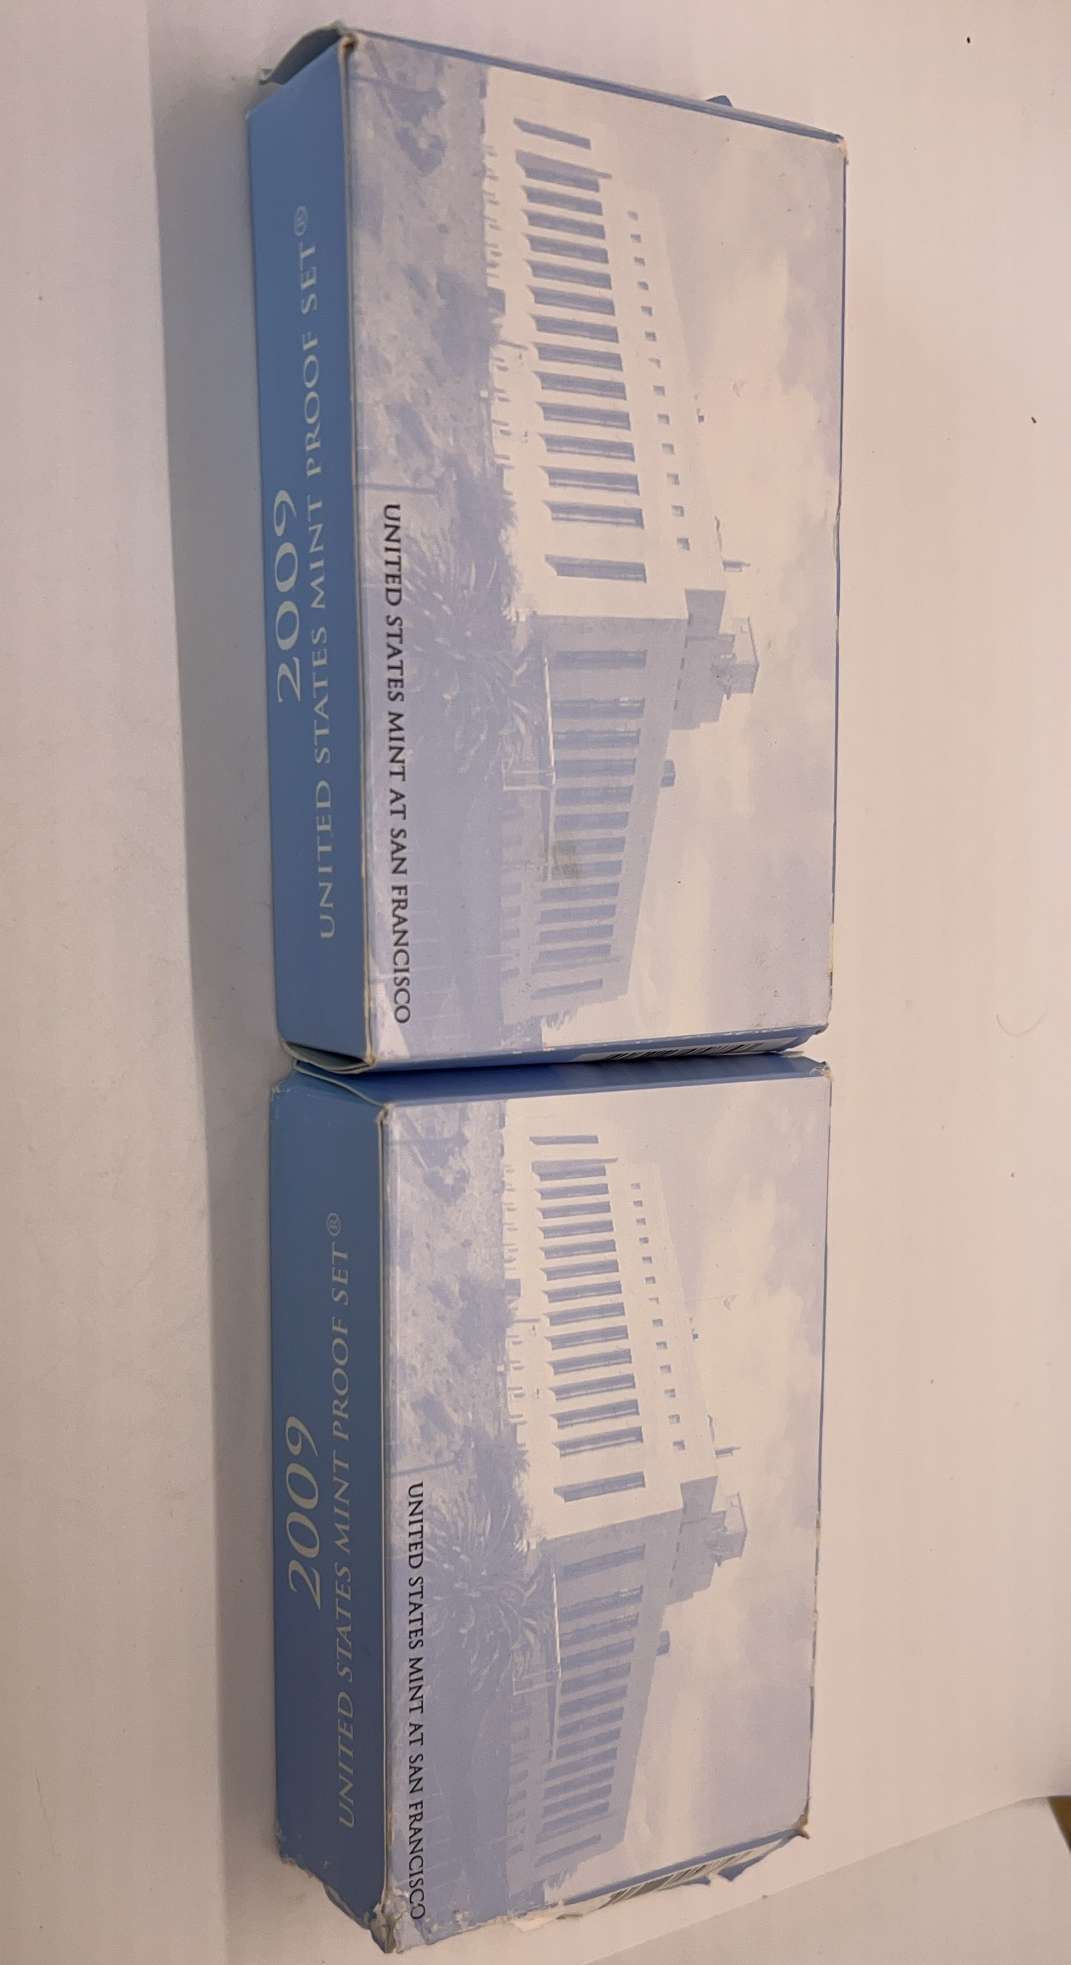 2009
UNITED STATES MINT PROOF SET®
UNITED STATES MINT AT SAN FRANCISCO
2009
UNITED STATES MINT PROOF SET®
UNITED STATES MINT AT SAN FRANCISCO